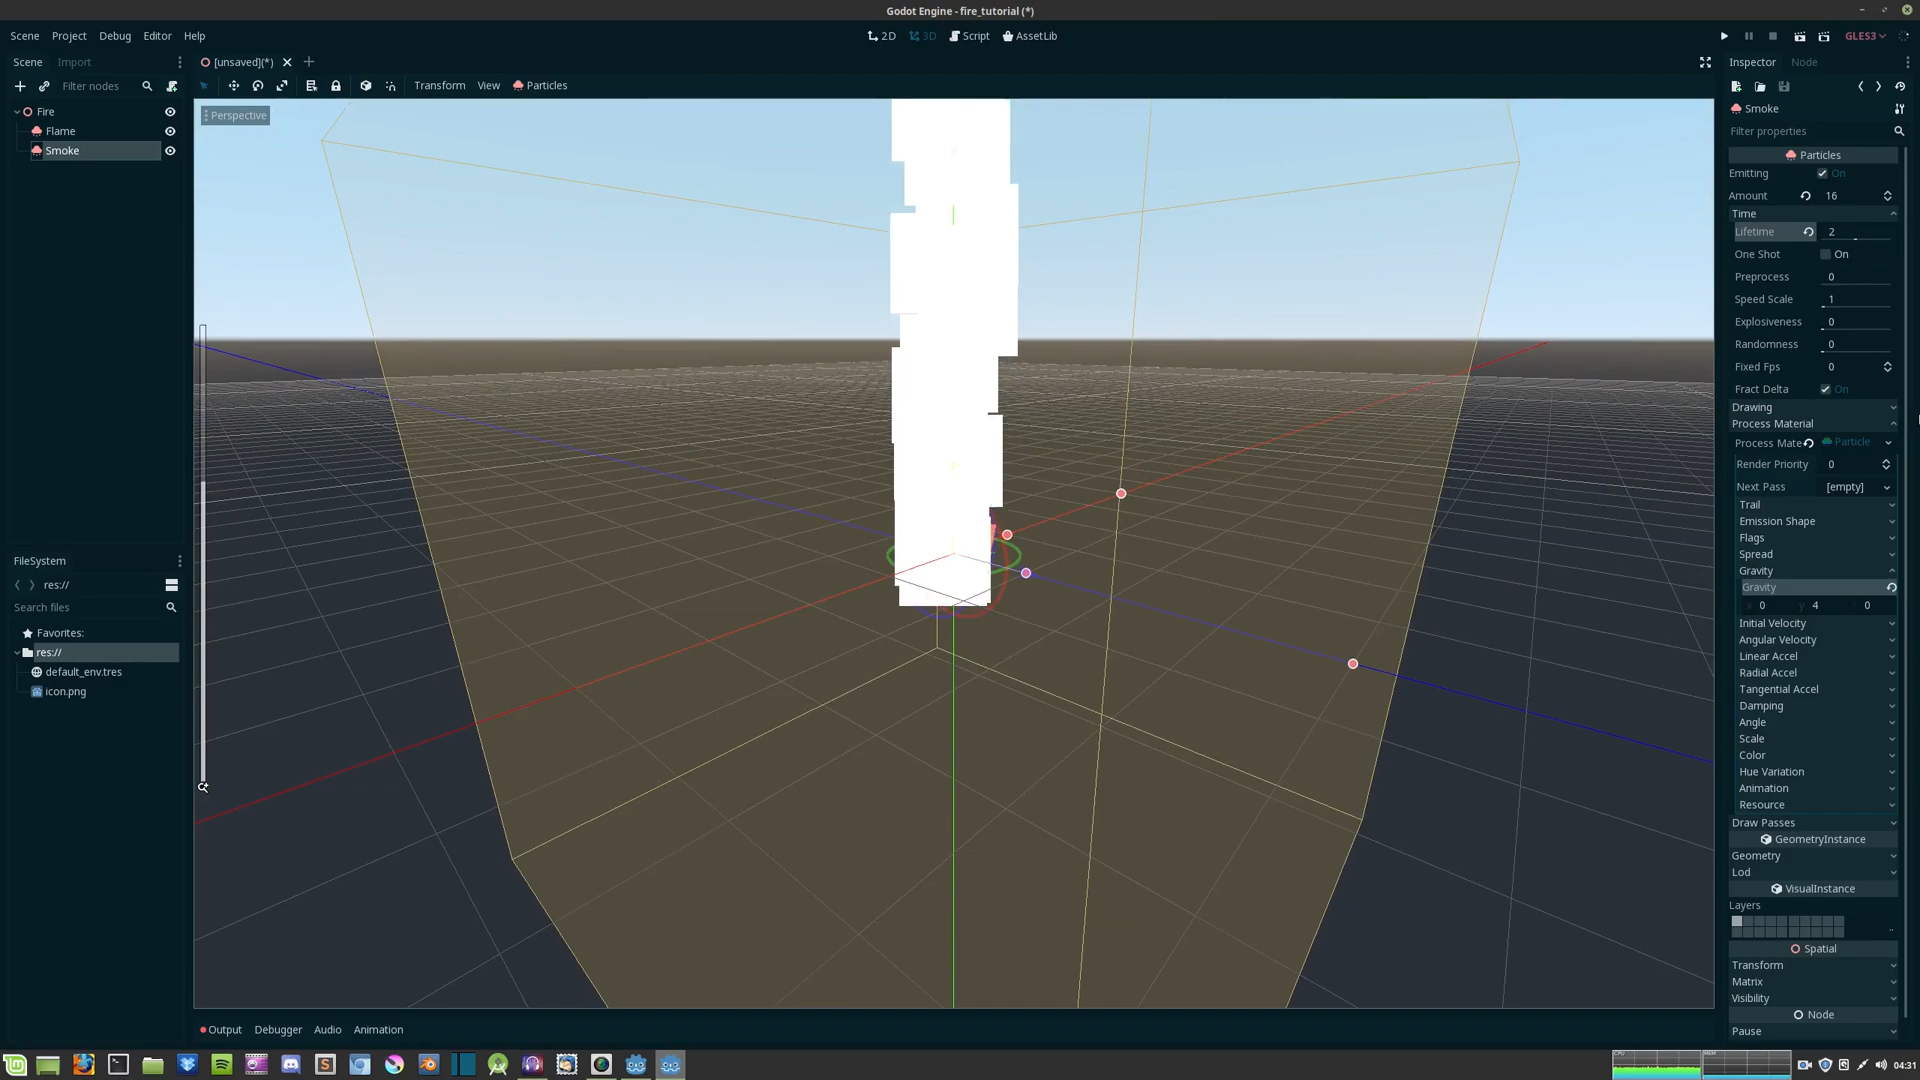 Godot Engine - fire_tutorial (*)
Scene Project Debug Editor Help
2D 3D Script AssetLib
GLES3
Scene Import
[unsaved](*)
Inspector Node
Filter nodes
Transform View Particles
Perspective
Fire
Flame
Smoke
Smoke
Filter properties
Particles
Emitting On
Amount 16
Time
Lifetime 2
One Shot On
Preprocess 0
Speed Scale 1
Explosiveness 0
Randomness 0
Fixed Fps 0
Fract Delta On
Drawing
Process Material
Process Mate Particle
Render Priority 0
Next Pass [empty]
Trail
Emission Shape
Flags
Spread
Gravity
Gravity
x 0 y 4 0
Initial Velocity
Angular Velocity
Linear Accel
Radial Accel
Tangential Accel
Damping
Angle
Scale
Color
Hue Variation
Animation
Resource
Draw Passes
GeometryInstance
Geometry
Lod
VisualInstance
Layers
..
Spatial
Transform
Matrix
Visibility
Node
Pause
FileSystem
res://
Search files
Favorites:
res://
default_env.tres
icon.png
Output Debugger Audio Animation
CPU MEM
04:31